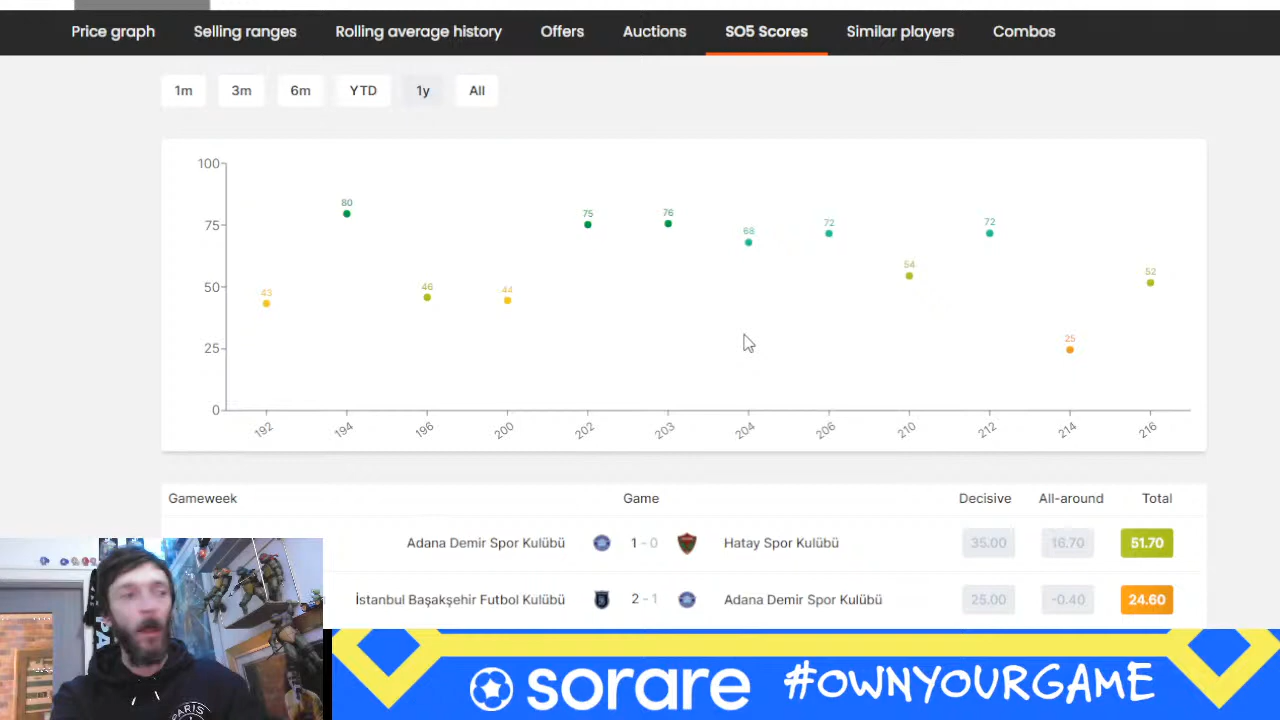 Price graph Selling ranges Rolling average history Offers Auctions SO5 Scores Similar players Combos
1m 3m 6m YTD 1y All
100
75
50
25
0
43 80 46 44 75 76 68 72 54 72 25 52
192 194 196 200 202 203 204 206 210 212 214 216
Gameweek Game Decisive All-around Total
Adana Demir Spor Kulübü 1 - 0 Hatay Spor Kulübü 35.00 16.70 51.70
İstanbul Başakşehir Futbol Kulübü 2 - 1 Adana Demir Spor Kulübü 25.00 -0.40 24.60
PARIS
sorare #OWNYOURGAME